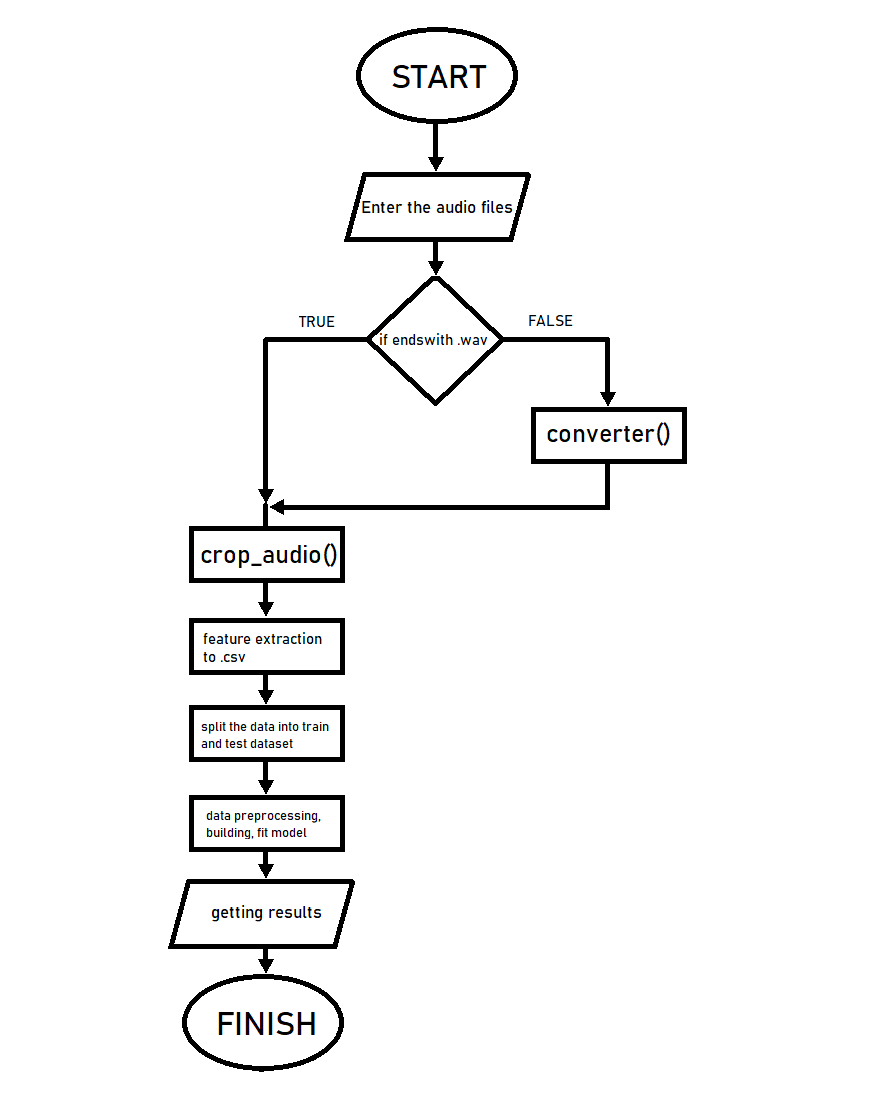 START
Enter the audio files
TRUE
FALSE
if endswith .wav
converter()
crop_audio()
feature extraction
to .csv
split the data into train
and test dataset
data preprocessing,
building, fit model
getting results
FINISH